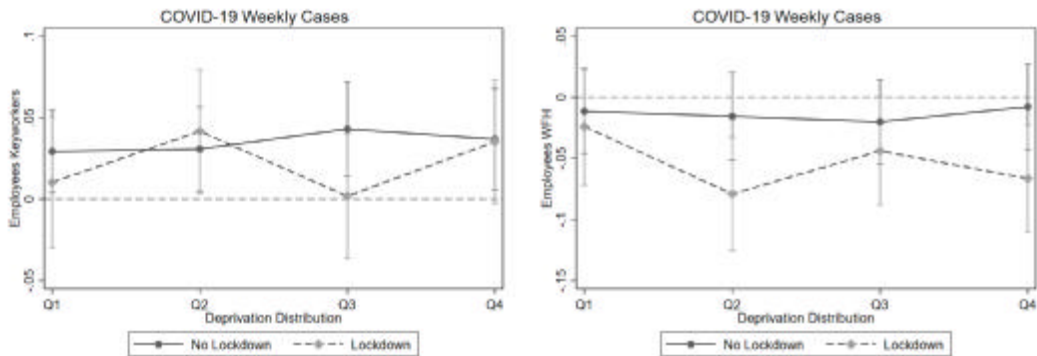 COVID-19 Weekly Cases
Employees Keyworkers
.1
.05
0
-.05
Q1 Q2 Q3 Q4
Deprivation Distribution
No Lockdown Lockdown
COVID-19 Weekly Cases
Employees WFH
.05
0
-.05
-.1
-.15
Q1 Q2 Q3 Q4
Deprivation Distribution
No Lockdown Lockdown